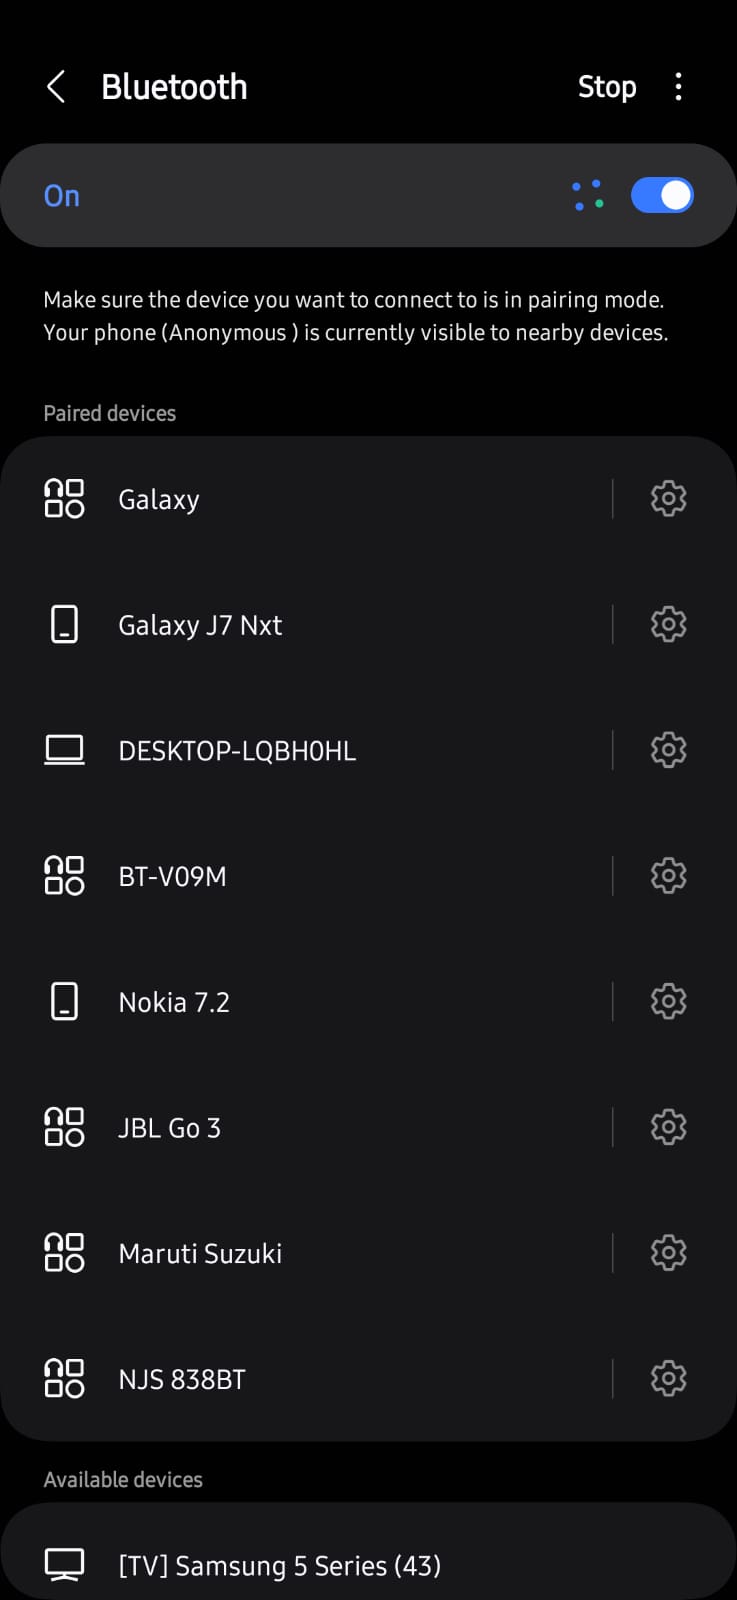 Bluetooth
Stop
On
Make sure the device you want to connect to is in pairing mode.
Your phone (Anonymous ) is currently visible to nearby devices.
Paired devices
Galaxy
Galaxy J7 Nxt
DESKTOP-LQBH0HL
BT-V09M
Nokia 7.2
JBL Go 3
Maruti Suzuki
NJS 838BT
Available devices
[TV] Samsung 5 Series (43)